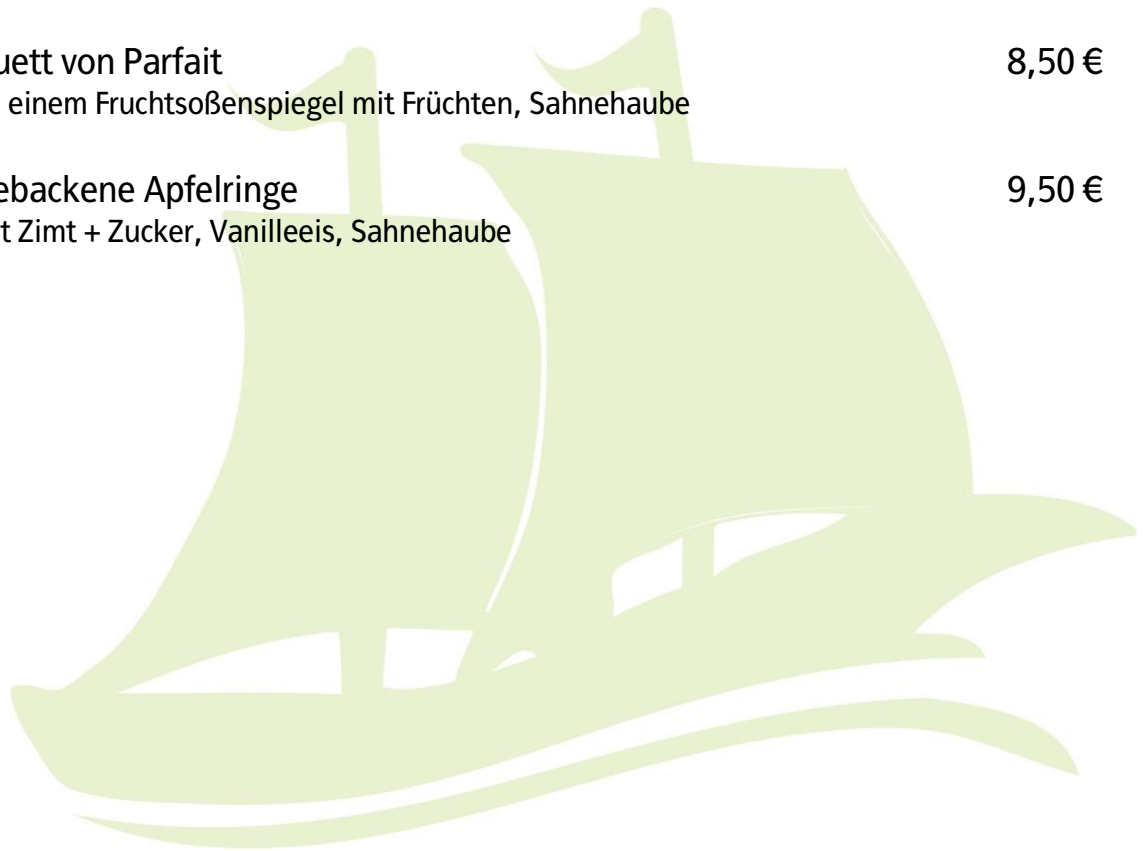 uett von Parfait 8,50 €
einem Fruchtsoßenspiegel mit Früchten, Sahnehaube
ebackene Apfelringe 9,50 €
t Zimt + Zucker, Vanilleeis, Sahnehaube